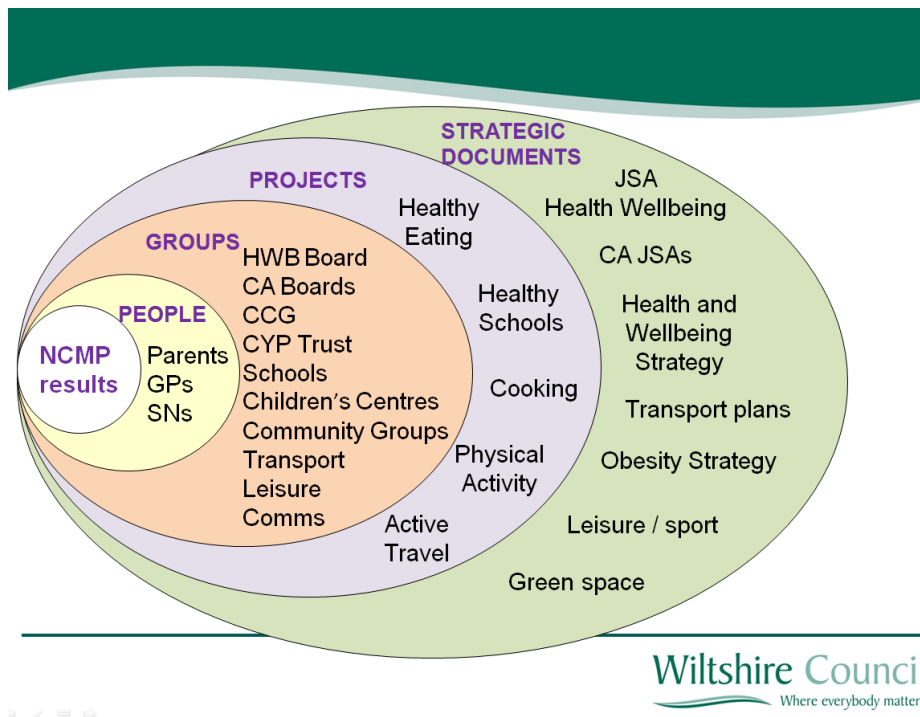 STRATEGIC
DOCUMENTS
JSA
Health Wellbeing
CA JSAs
Health and
Wellbeing
Strategy
Transport plans
Obesity Strategy
Leisure / sport
Green space
PROJECTS
Healthy
Eating
Healthy
Schools
Cooking
Physical
Activity
Active
Travel
GROUPS
HWB Board
CA Boards
CCG
CYP Trust
Schools
Children's Centres
Community Groups
Transport
Leisure
Comms
PEOPLE
Parents
GPs
SNs
NCMP
results
Wiltshire Counci
Where everybody matter